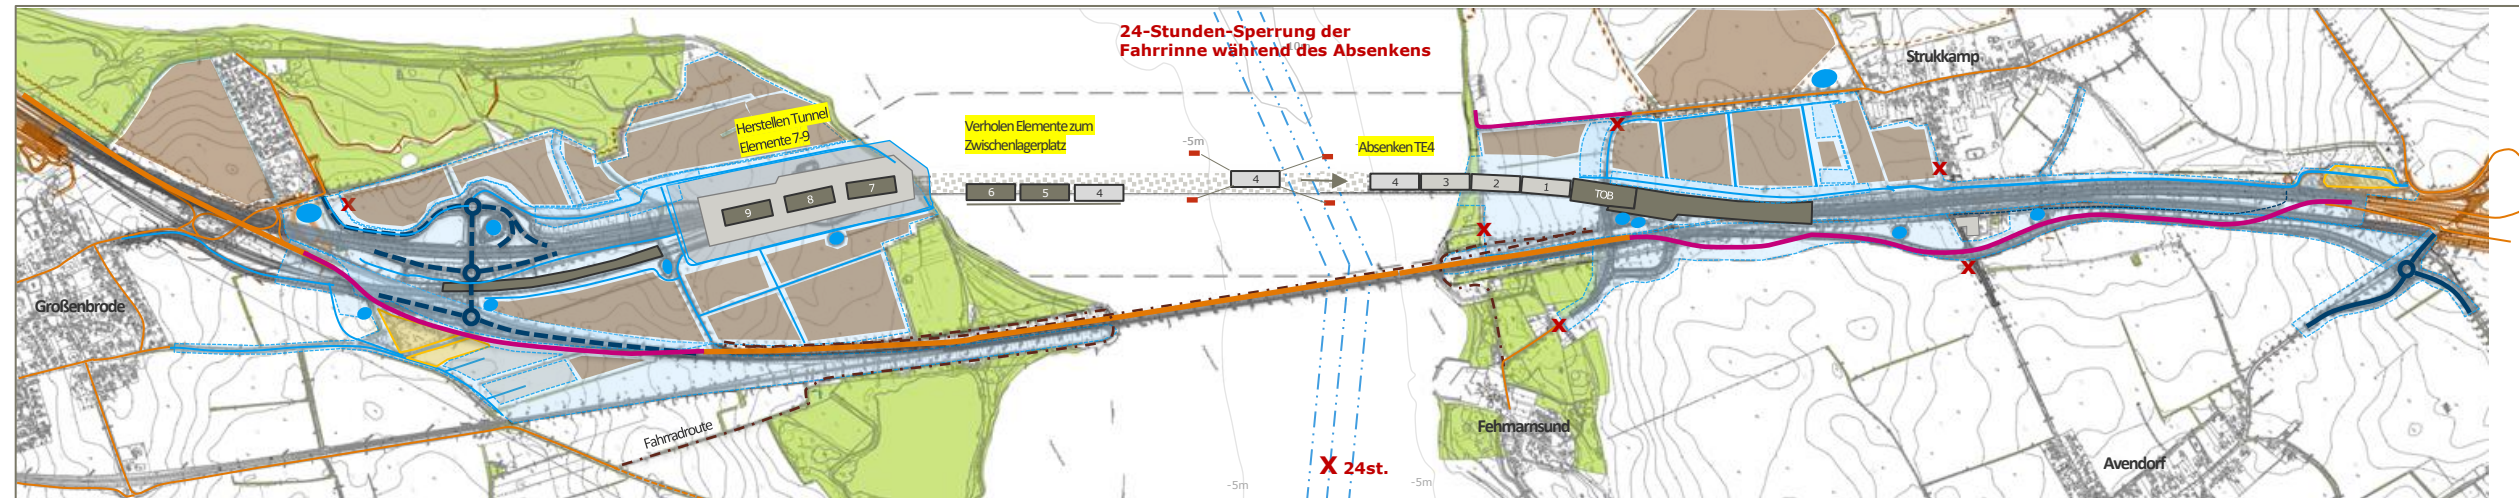 24-Stunden-Sperrung der
Fahrrinne während des Absenkens
Strukkamp
Herstellen Tunnel
Elemente 7-9
Verholen Elemente zum
Zwischenlagerplatz
-5m
Absenken TE4
X
X
X
X
X
X
9
8
7
6
5
4
4
4
3
2
1
TOB
Großenbrode
Fahrradroute
Fehmarnsund
Avendorf
X 24st.
-5m
-5m